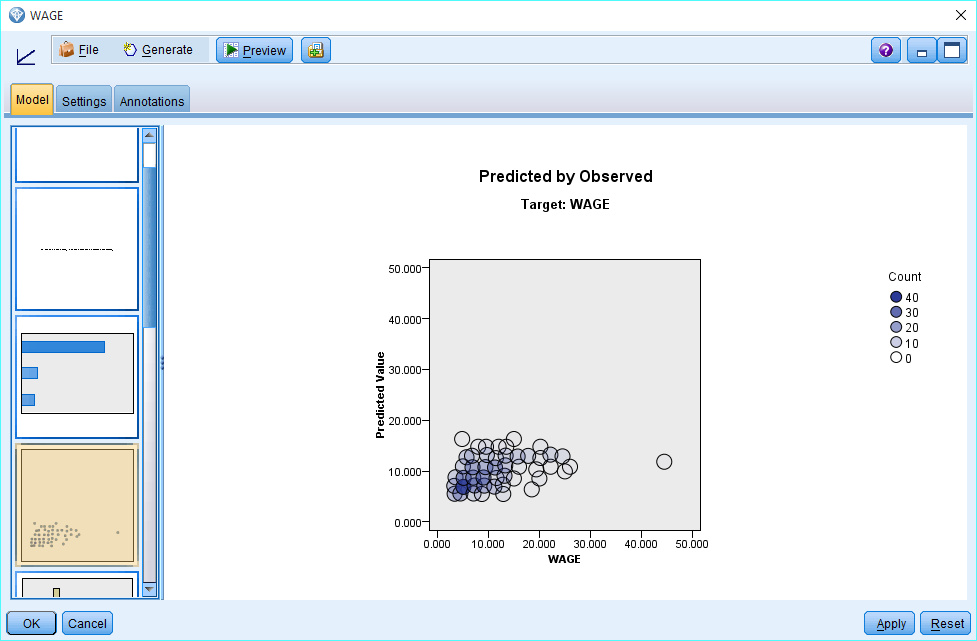 WAGE
File Generate Preview
Model Settings Annotations
Predicted by Observed
Target: WAGE
Count
40
30
20
10
0
Predicted Value
50.000
40.000
30.000
20.000
10.000
0.000
0.000 10.000 20.000 30.000 40.000 50.000
WAGE
OK Cancel Apply Reset